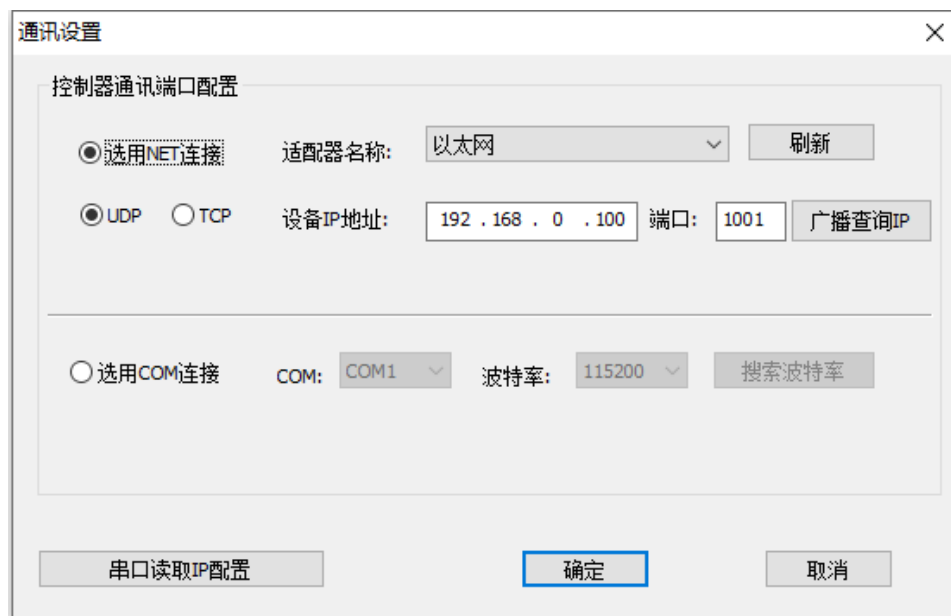 通讯设置
控制器通讯端口配置
选用NET连接 适配器名称: 以太网 刷新
UDP TCP 设备IP地址: 192 . 168 . 0 . 100 端口: 1001 广播查询IP
选用COM连接 COM: COM1 波特率: 115200 搜索波特率
串口读取IP配置 确定 取消